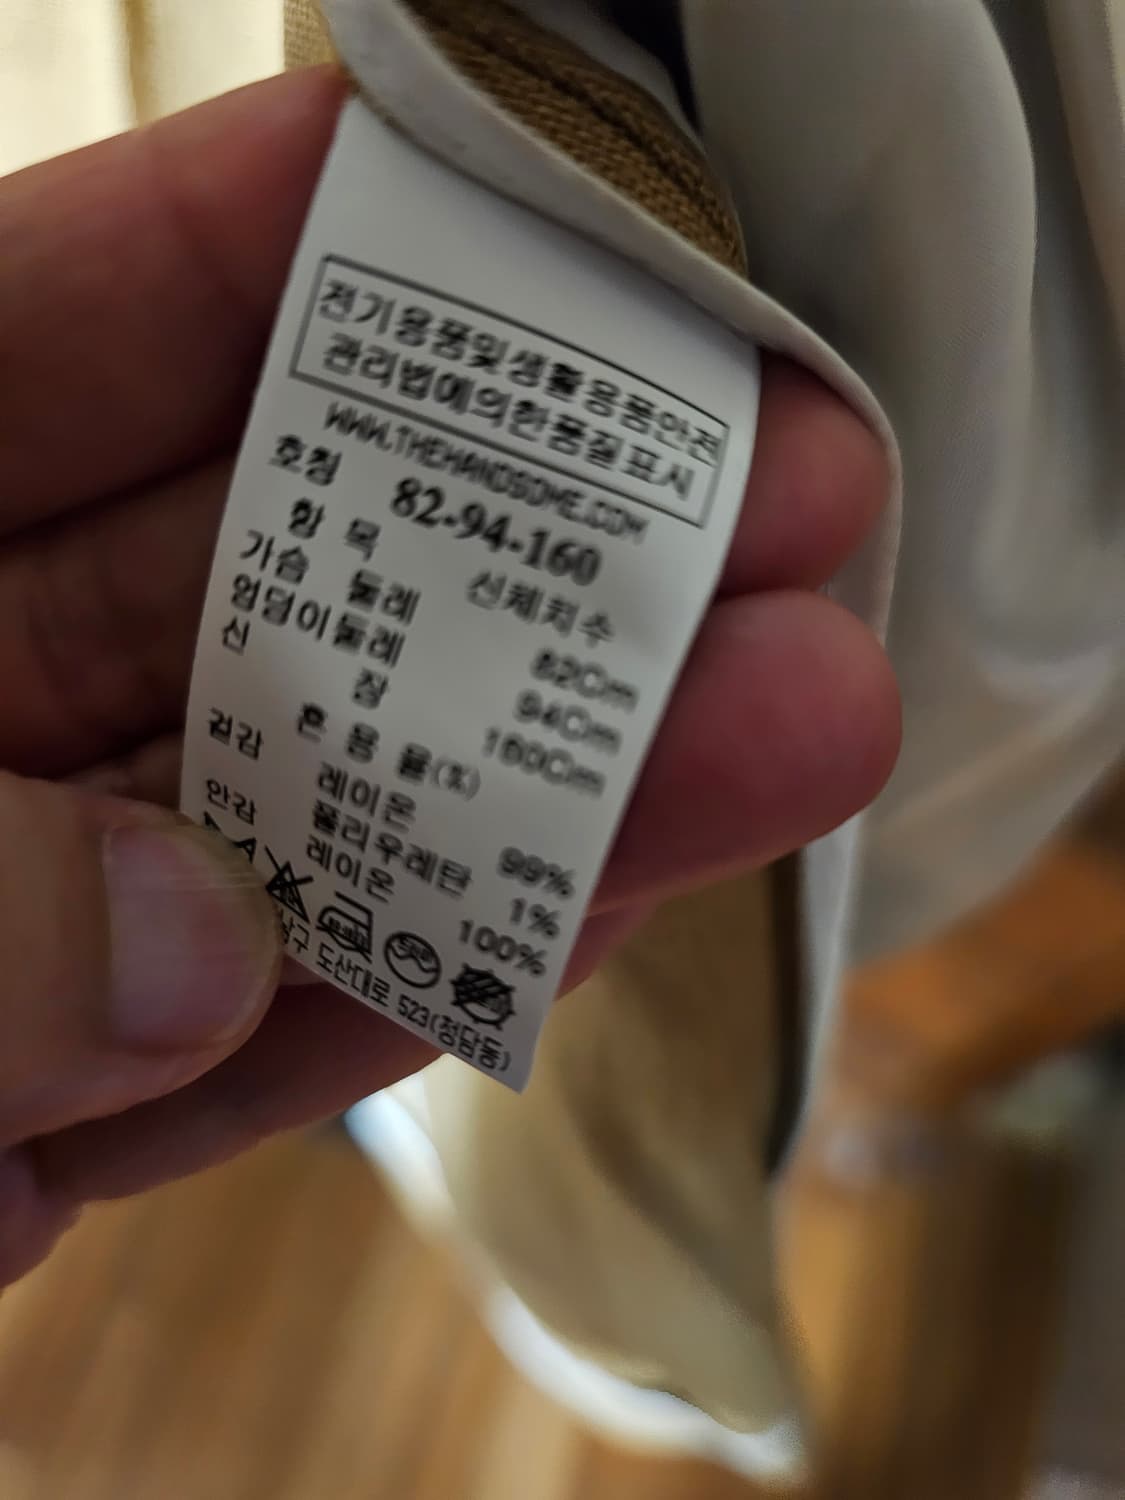 전기용품및생활용품안전
관리법에의한품질표시
WWW.THEHANDSOME.COM
호칭 82-94-160
항 목 신체치수
가슴 둘레 82Cm
엉덩이둘레 94Cm
신 장 160Cm
혼 용 율(%)
겉감 레이온 99%
폴리우레탄 1%
안감 레이온 100%
남구 도산대로 523(청담동)